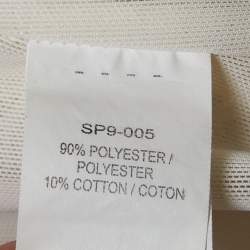 SP9-005
90% POLYESTER /
POLYESTER
10% COTTON / COTON